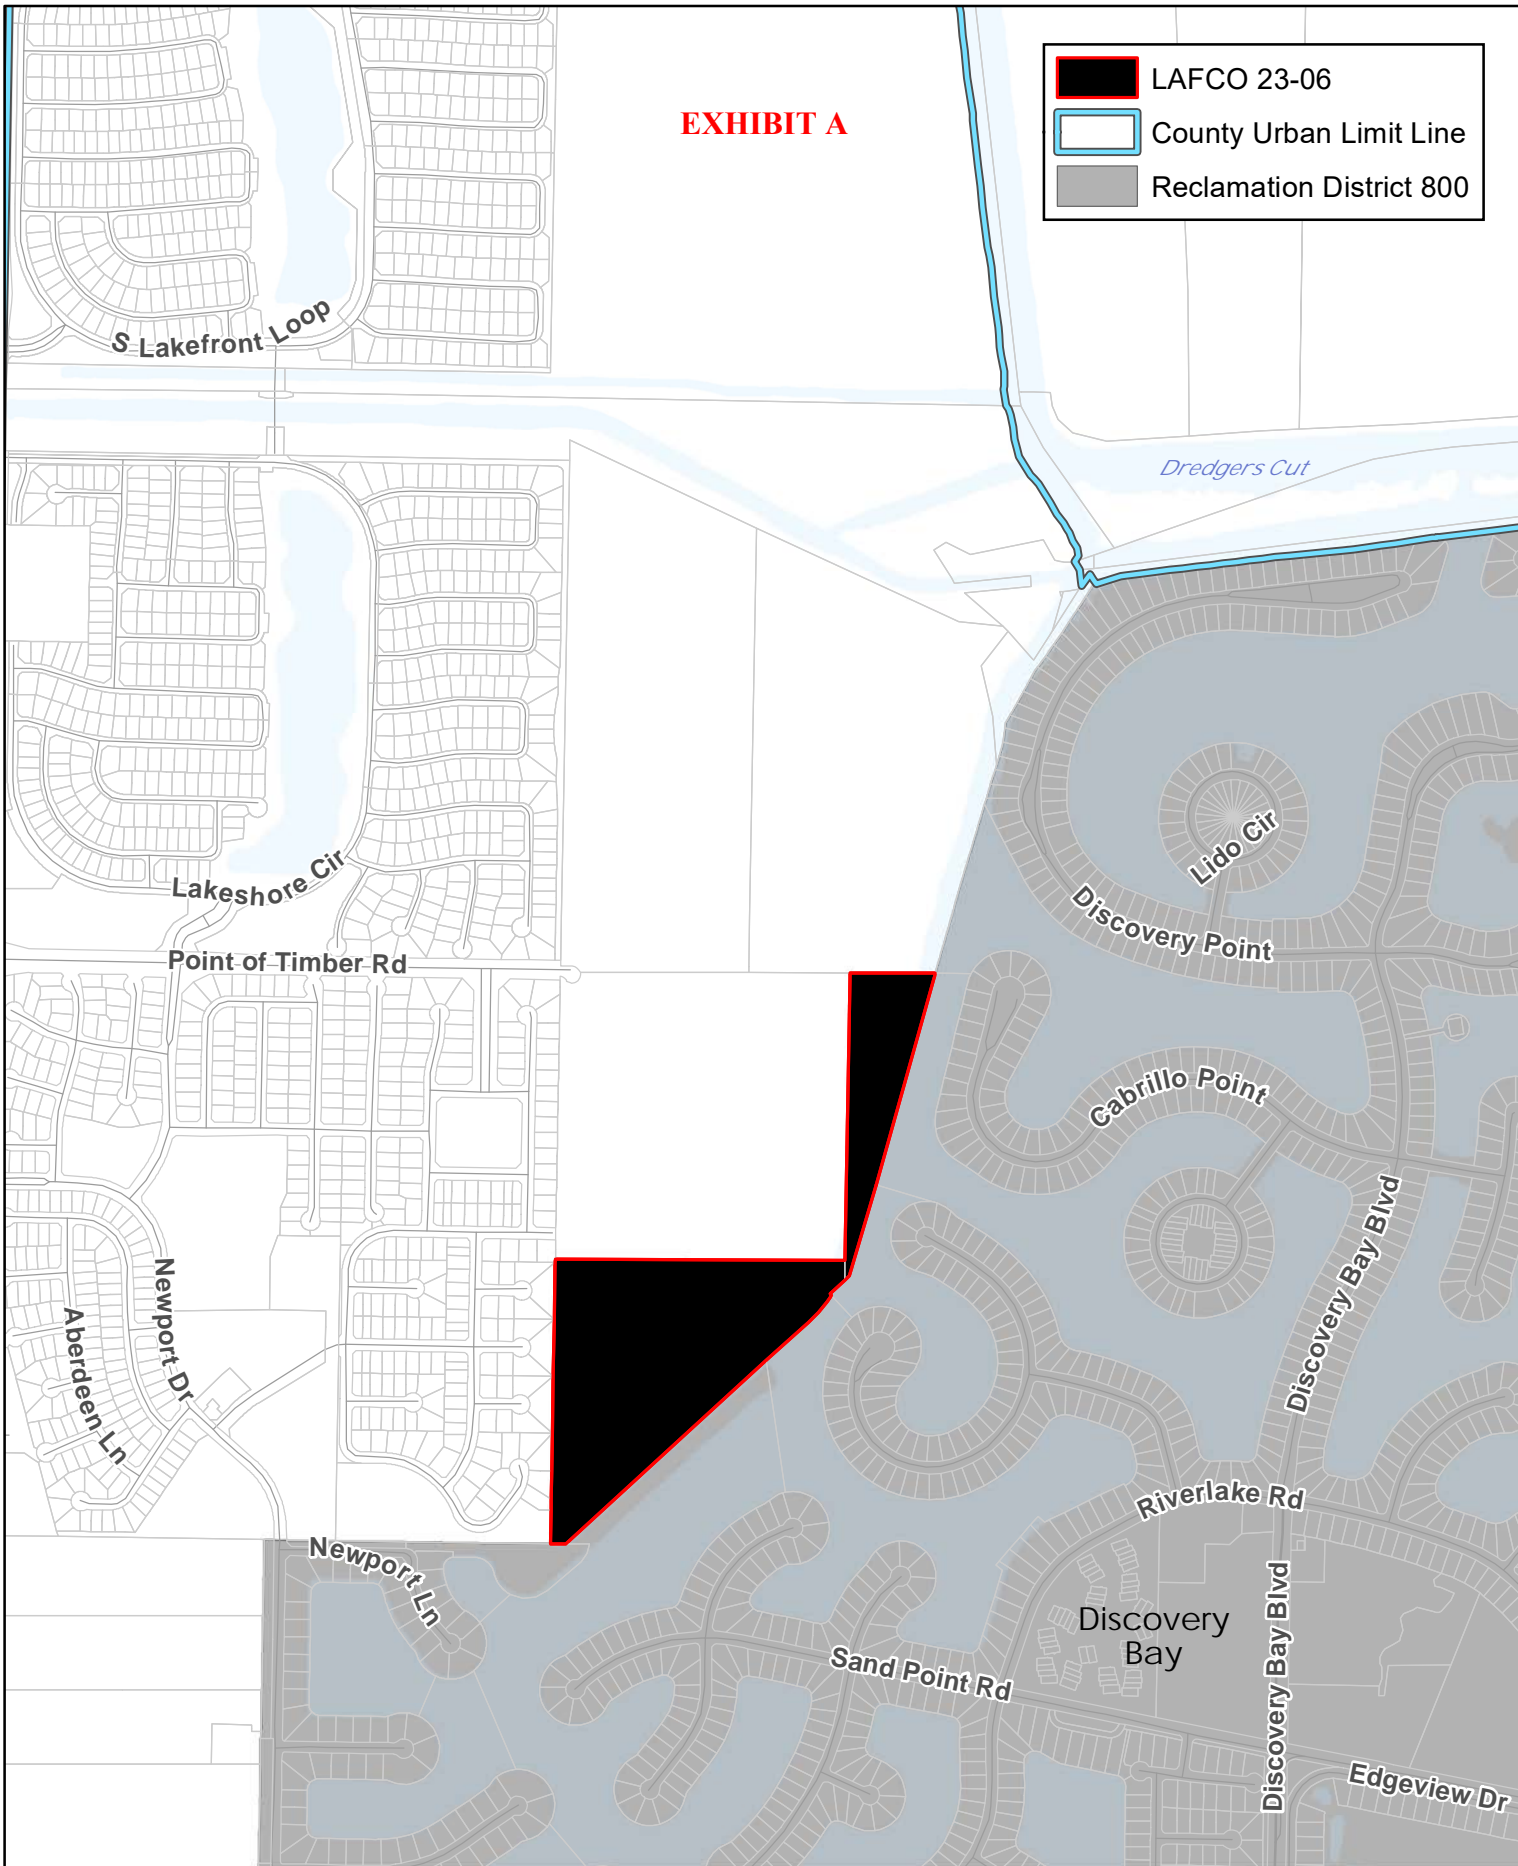 EXHIBIT A
LAFCO 23-06
County Urban Limit Line
Reclamation District 800
S Lakefront Loop
Dredgers Cut
Lido Cir
Lakeshore Cir
Discovery Point
Point of Timber Rd
Cabrillo Point
Discovery Bay Blvd
Newport Dr
Aberdeen Ln
Riverlake Rd
Newport Ln
Discovery
Bay
Discovery Bay Blvd
Sand Point Rd
Edgeview Dr